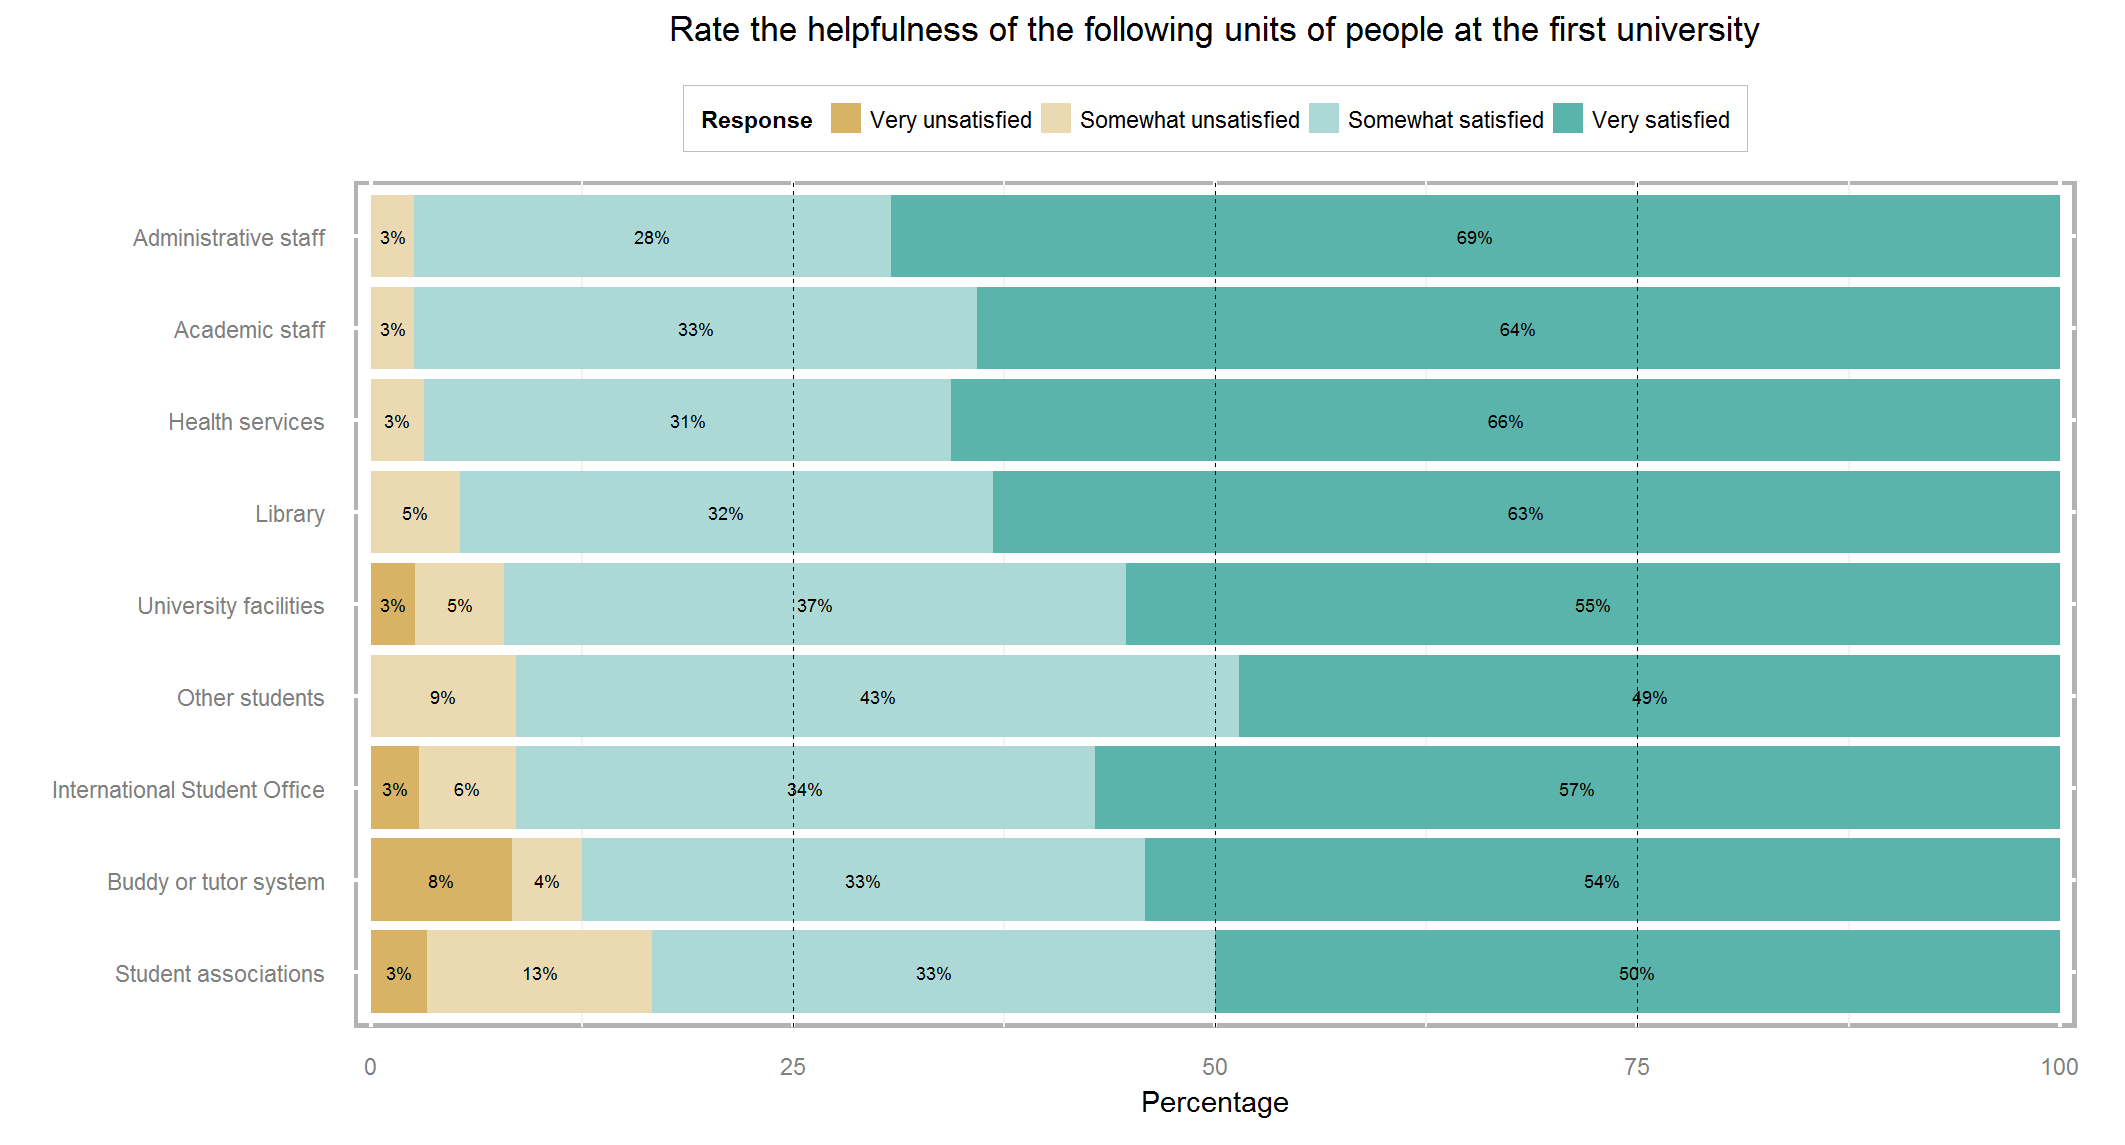 Rate the helpfulness of the following units of people at the first university
Response Very unsatisfied Somewhat unsatisfied Somewhat satisfied Very satisfied
Administrative staff 3% 28% 69%
Academic staff 3% 33% 64%
Health services 3% 31% 66%
Library 5% 32% 63%
University facilities 3% 5% 37% 55%
Other students 9% 43% 49%
International Student Office 3% 6% 34% 57%
Buddy or tutor system 8% 4% 33% 54%
Student associations 3% 13% 33% 50%
0 25 50 75 100
Percentage